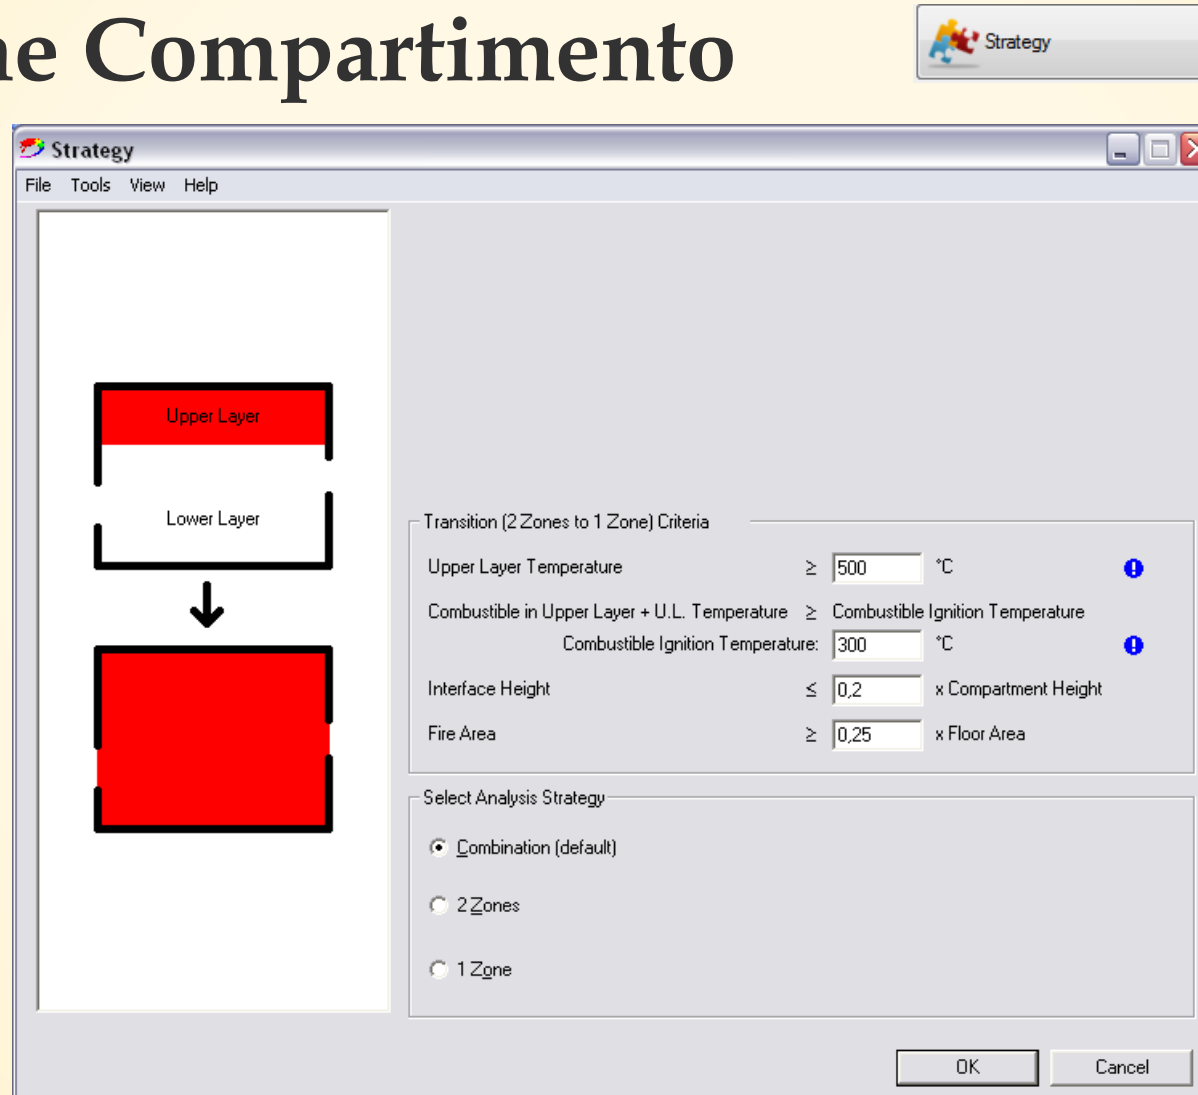 Compartimento
Strategy
Strategy
File Tools View Help
Upper Layer
Lower Layer
Transition (2 Zones to 1 Zone) Criteria
Upper Layer Temperature ≥ 500 °C
Combustible in Upper Layer + U.L. Temperature ≥ Combustible Ignition Temperature
Combustible Ignition Temperature: 300 °C
Interface Height ≤ 0,2 x Compartment Height
Fire Area ≥ 0,25 x Floor Area
Select Analysis Strategy
Combination (default)
2 Zones
1 Zone
OK Cancel